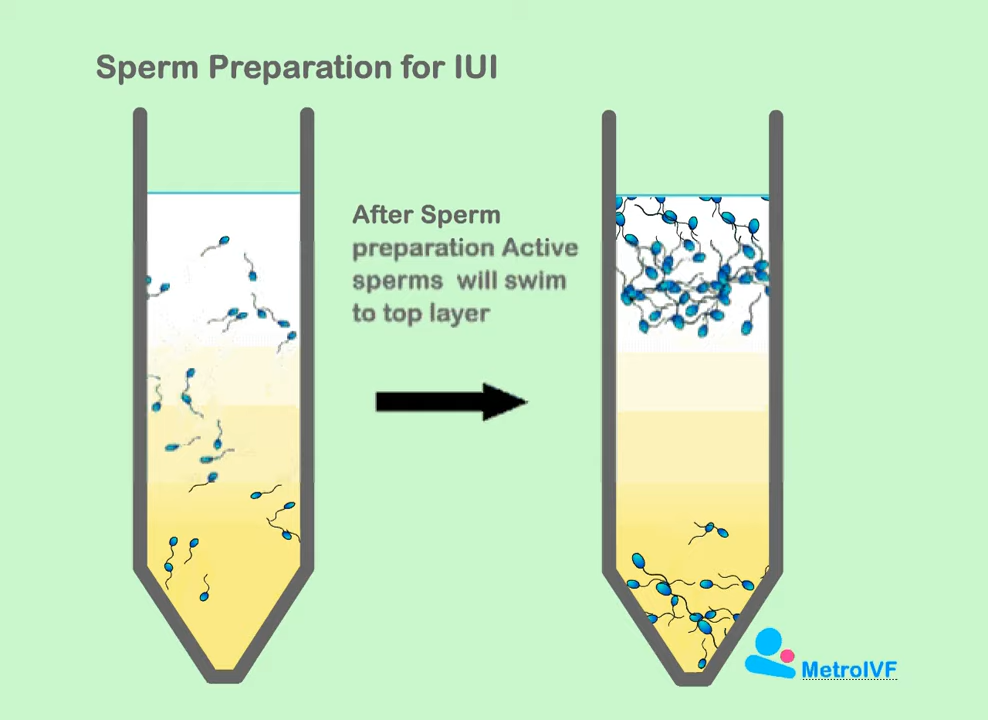 Sperm Preparation for IUI
After Sperm
preparation Active
sperms will swim
to top layer
MetroIVF